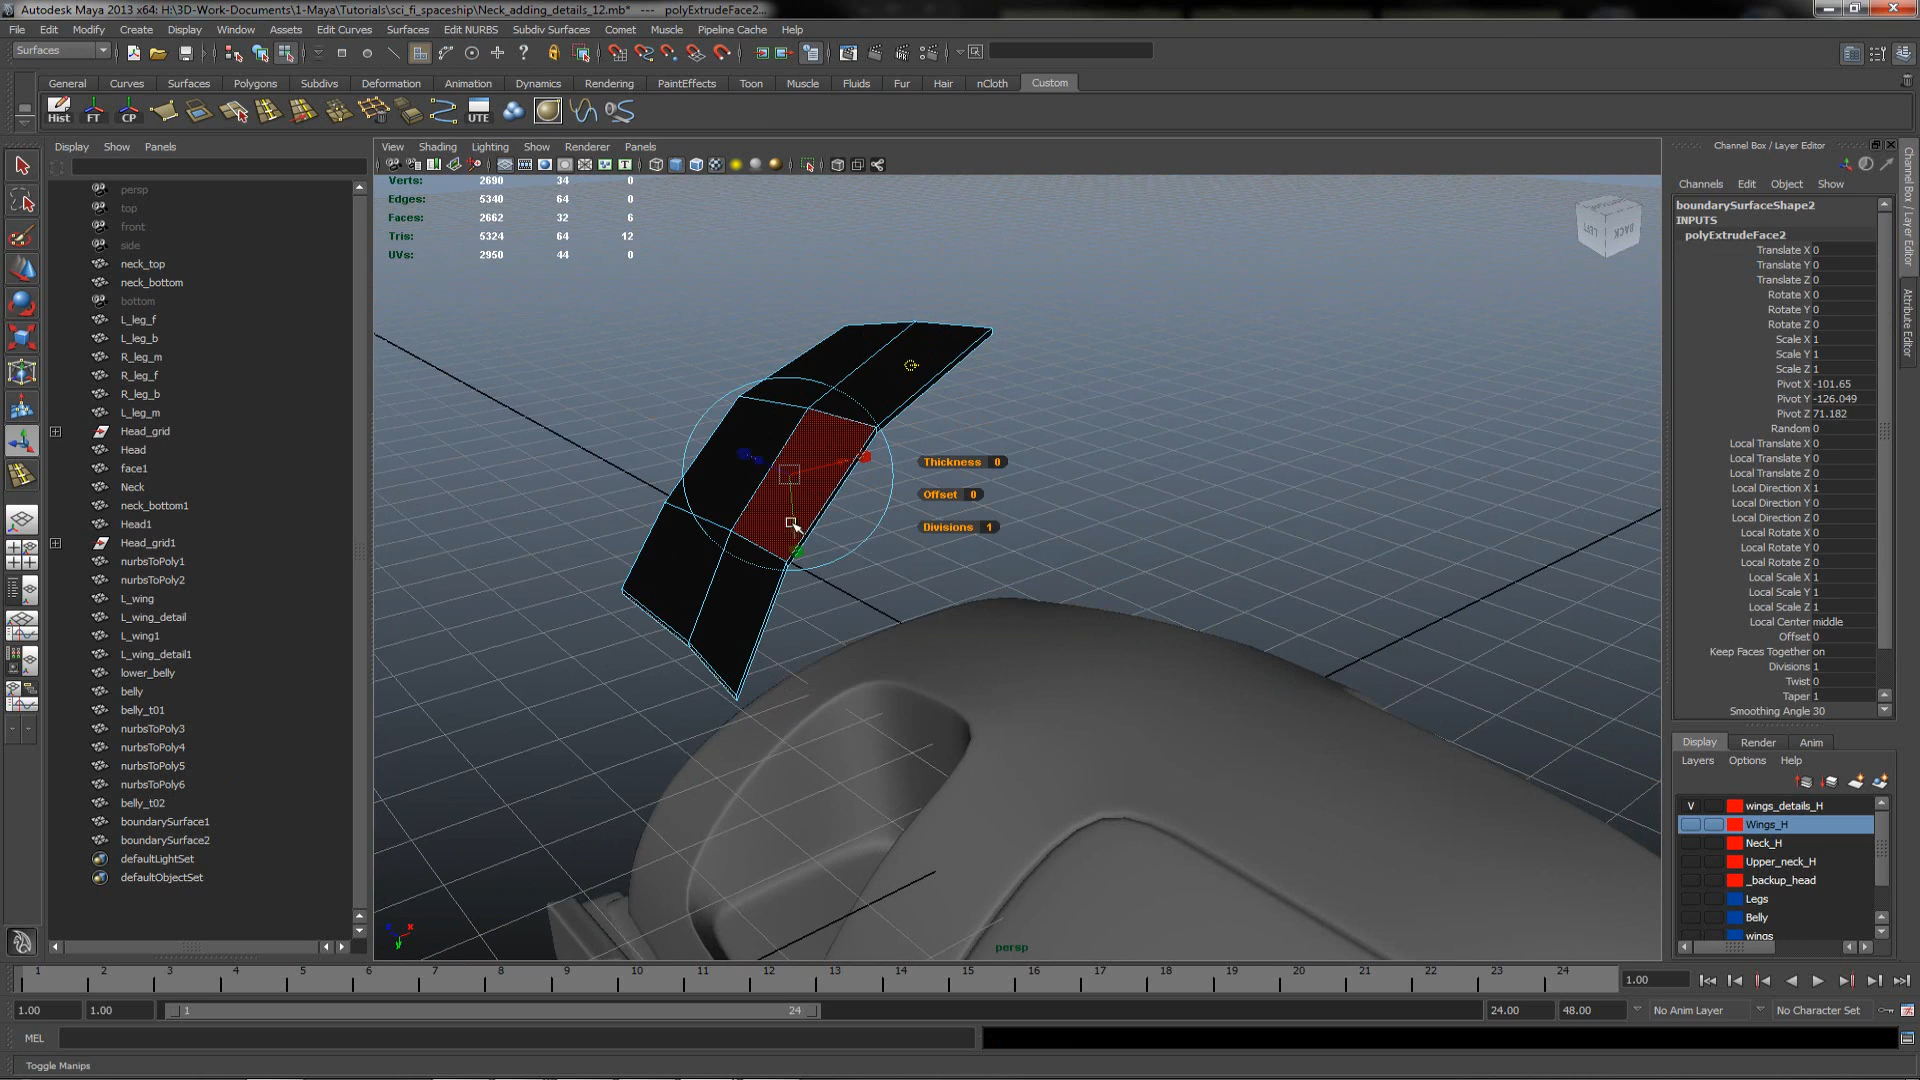 Autodesk Maya 2013 x64: H:\3D-Work-Documents\1-Maya\Tutorials\sci_fi_spaceship\Neck_adding_details_12.mb* --- polyExtrudeFace2...
File Edit Modify Create Display Window Assets Edit Curves Surfaces Edit NURBS Subdiv Surfaces Comet Muscle Pipeline Cache Help
Surfaces
General Curves Surfaces Polygons Subdivs Deformation Animation Dynamics Rendering PaintEffects Toon Muscle Fluids Fur Hair nCloth Custom
Hist FT CP UTE
Display Show Panels
View Shading Lighting Show Renderer Panels
Channel Box / Layer Editor
persp
top
front
side
neck_top
neck_bottom
bottom
L_leg_f
L_leg_b
R_leg_m
R_leg_f
R_leg_b
L_leg_m
Head_grid
Head
face1
Neck
neck_bottom1
Head1
Head_grid1
nurbsToPoly1
nurbsToPoly2
L_wing
L_wing_detail
L_wing1
L_wing_detail1
lower_belly
belly
belly_t01
nurbsToPoly3
nurbsToPoly4
nurbsToPoly5
nurbsToPoly6
belly_t02
boundarySurface1
boundarySurface2
defaultLightSet
defaultObjectSet
Verts: 2690 34 0
Edges: 5340 64 0
Faces: 2662 32 6
Tris: 5324 64 12
UVs: 2950 44 0
LEFT BACK
Thickness 0
Offset 0
Divisions 1
persp
x
y
Channels Edit Object Show
boundarySurfaceShape2
INPUTS
polyExtrudeFace2
Translate X 0
Translate Y 0
Translate Z 0
Rotate X 0
Rotate Y 0
Rotate Z 0
Scale X 1
Scale Y 1
Scale Z 1
Pivot X -101.65
Pivot Y -126.049
Pivot Z 71.182
Random 0
Local Translate X 0
Local Translate Y 0
Local Translate Z 0
Local Direction X 1
Local Direction Y 0
Local Direction Z 0
Local Rotate X 0
Local Rotate Y 0
Local Rotate Z 0
Local Scale X 1
Local Scale Y 1
Local Scale Z 1
Local Center middle
Offset 0
Keep Faces Together on
Divisions 1
Twist 0
Taper 1
Smoothing Angle 30
Channel Box / Layer Editor
Attribute Editor
Display Render Anim
Layers Options Help
V wings_details_H
Wings_H
Neck_H
Upper_neck_H
_backup_head
Legs
Belly
wings
1 2 3 4 5 6 7 8 9 10 11 12 13 14 15 16 17 18 19 20 21 22 23 24 1.00
1.00 1.00 1 24 24.00 48.00 No Anim Layer No Character Set
MEL
Toggle Manips